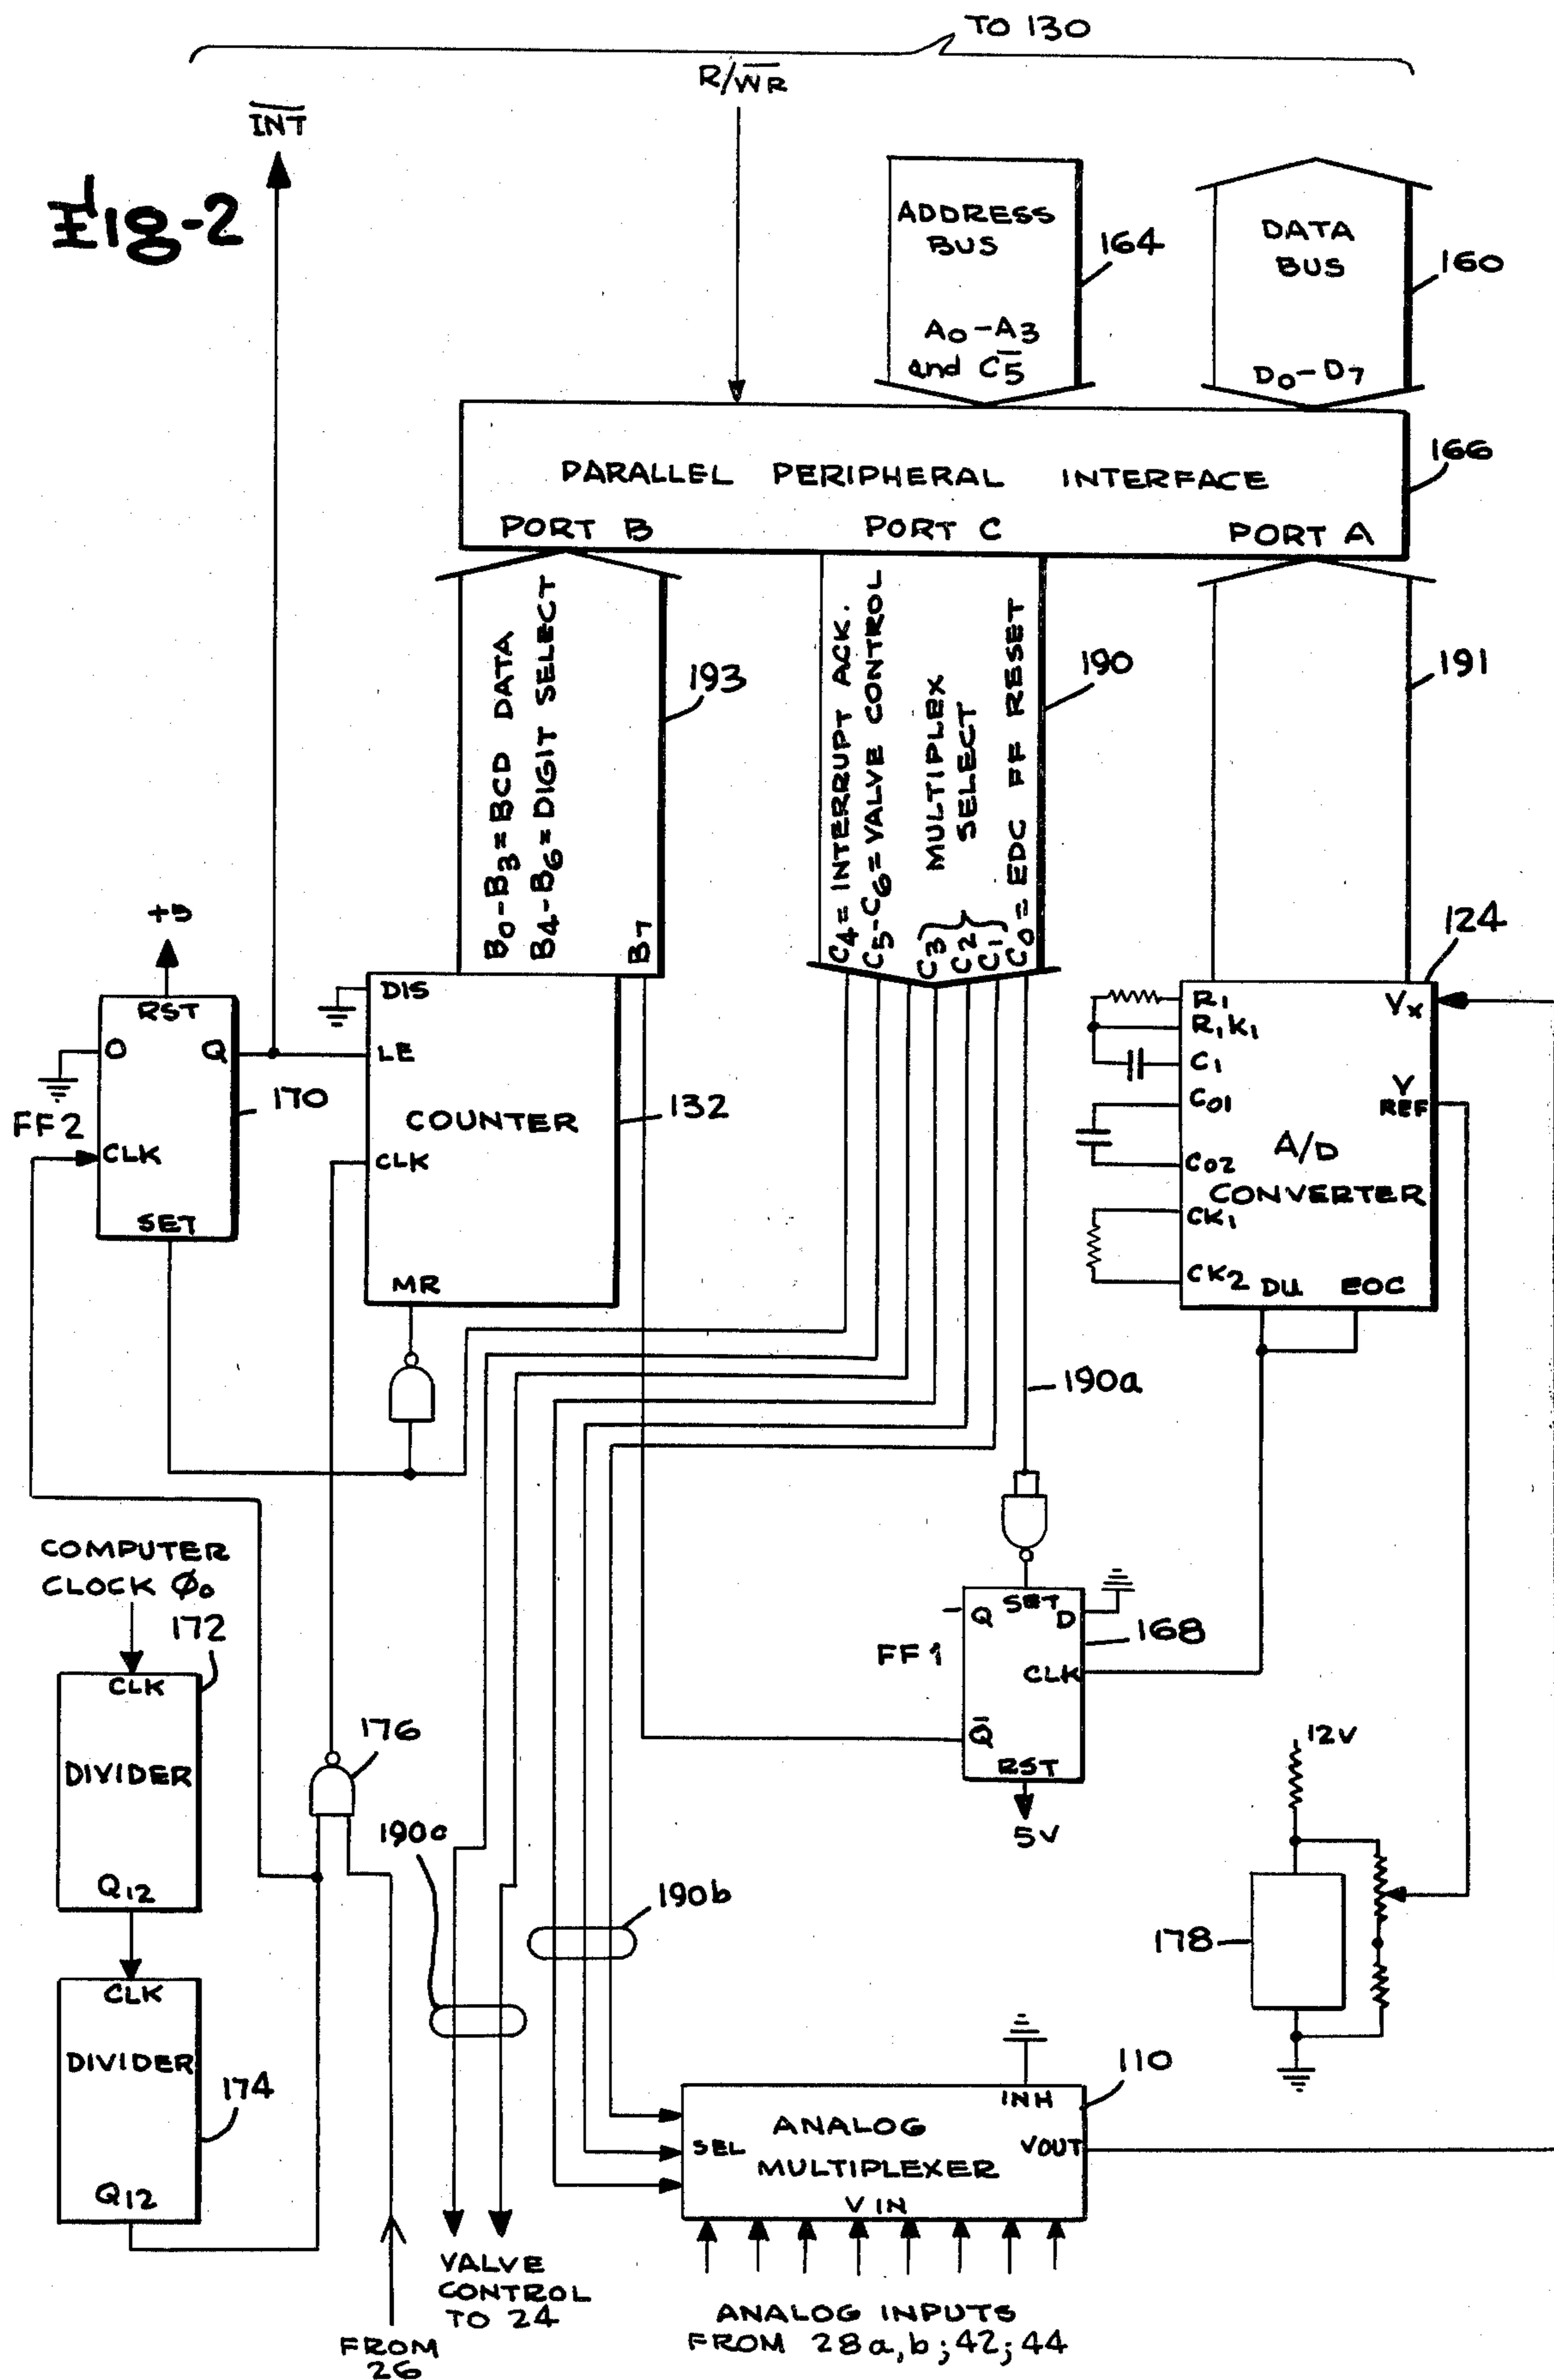 TO 130
R/W̅R̅
I̅N̅T̅
Fig-2
ADDRESS
BUS
164
A0-A3
and C̅5̅
DATA
BUS
160
D0-D7
166
PARALLEL PERIPHERAL INTERFACE
PORT B
PORT C
PORT A
B0-B3=BCD DATA
B4-B6=DIGIT SELECT
B7
193
C4=INTERRUPT ACK.
C5-C6=VALVE CONTROL
MULTIPLEX
SELECT
C3
C2
C1
C0=EDC FF RESET
190
191
124
+5
RST
D
Q
170
FF2
CLK
SET
DIS
LE
COUNTER
132
CLK
MR
R1
R1K1
C1
C01
C02
CK1
CK2
VX
V
REF
A/D
CONVERTER
DU
EOC
190a
COMPUTER
CLOCK Ø0
172
CLK
DIVIDER
Q12
176
CLK
DIVIDER
174
Q12
SET
Q
D
168
FF1
CLK
Q̅
RST
5V
12V
178
190c
190b
110
INH
ANALOG
MULTIPLEXER
SEL
VOUT
VIN
VALVE
CONTROL
TO 24
FROM
26
ANALOG INPUTS
FROM 28a,b;42;44